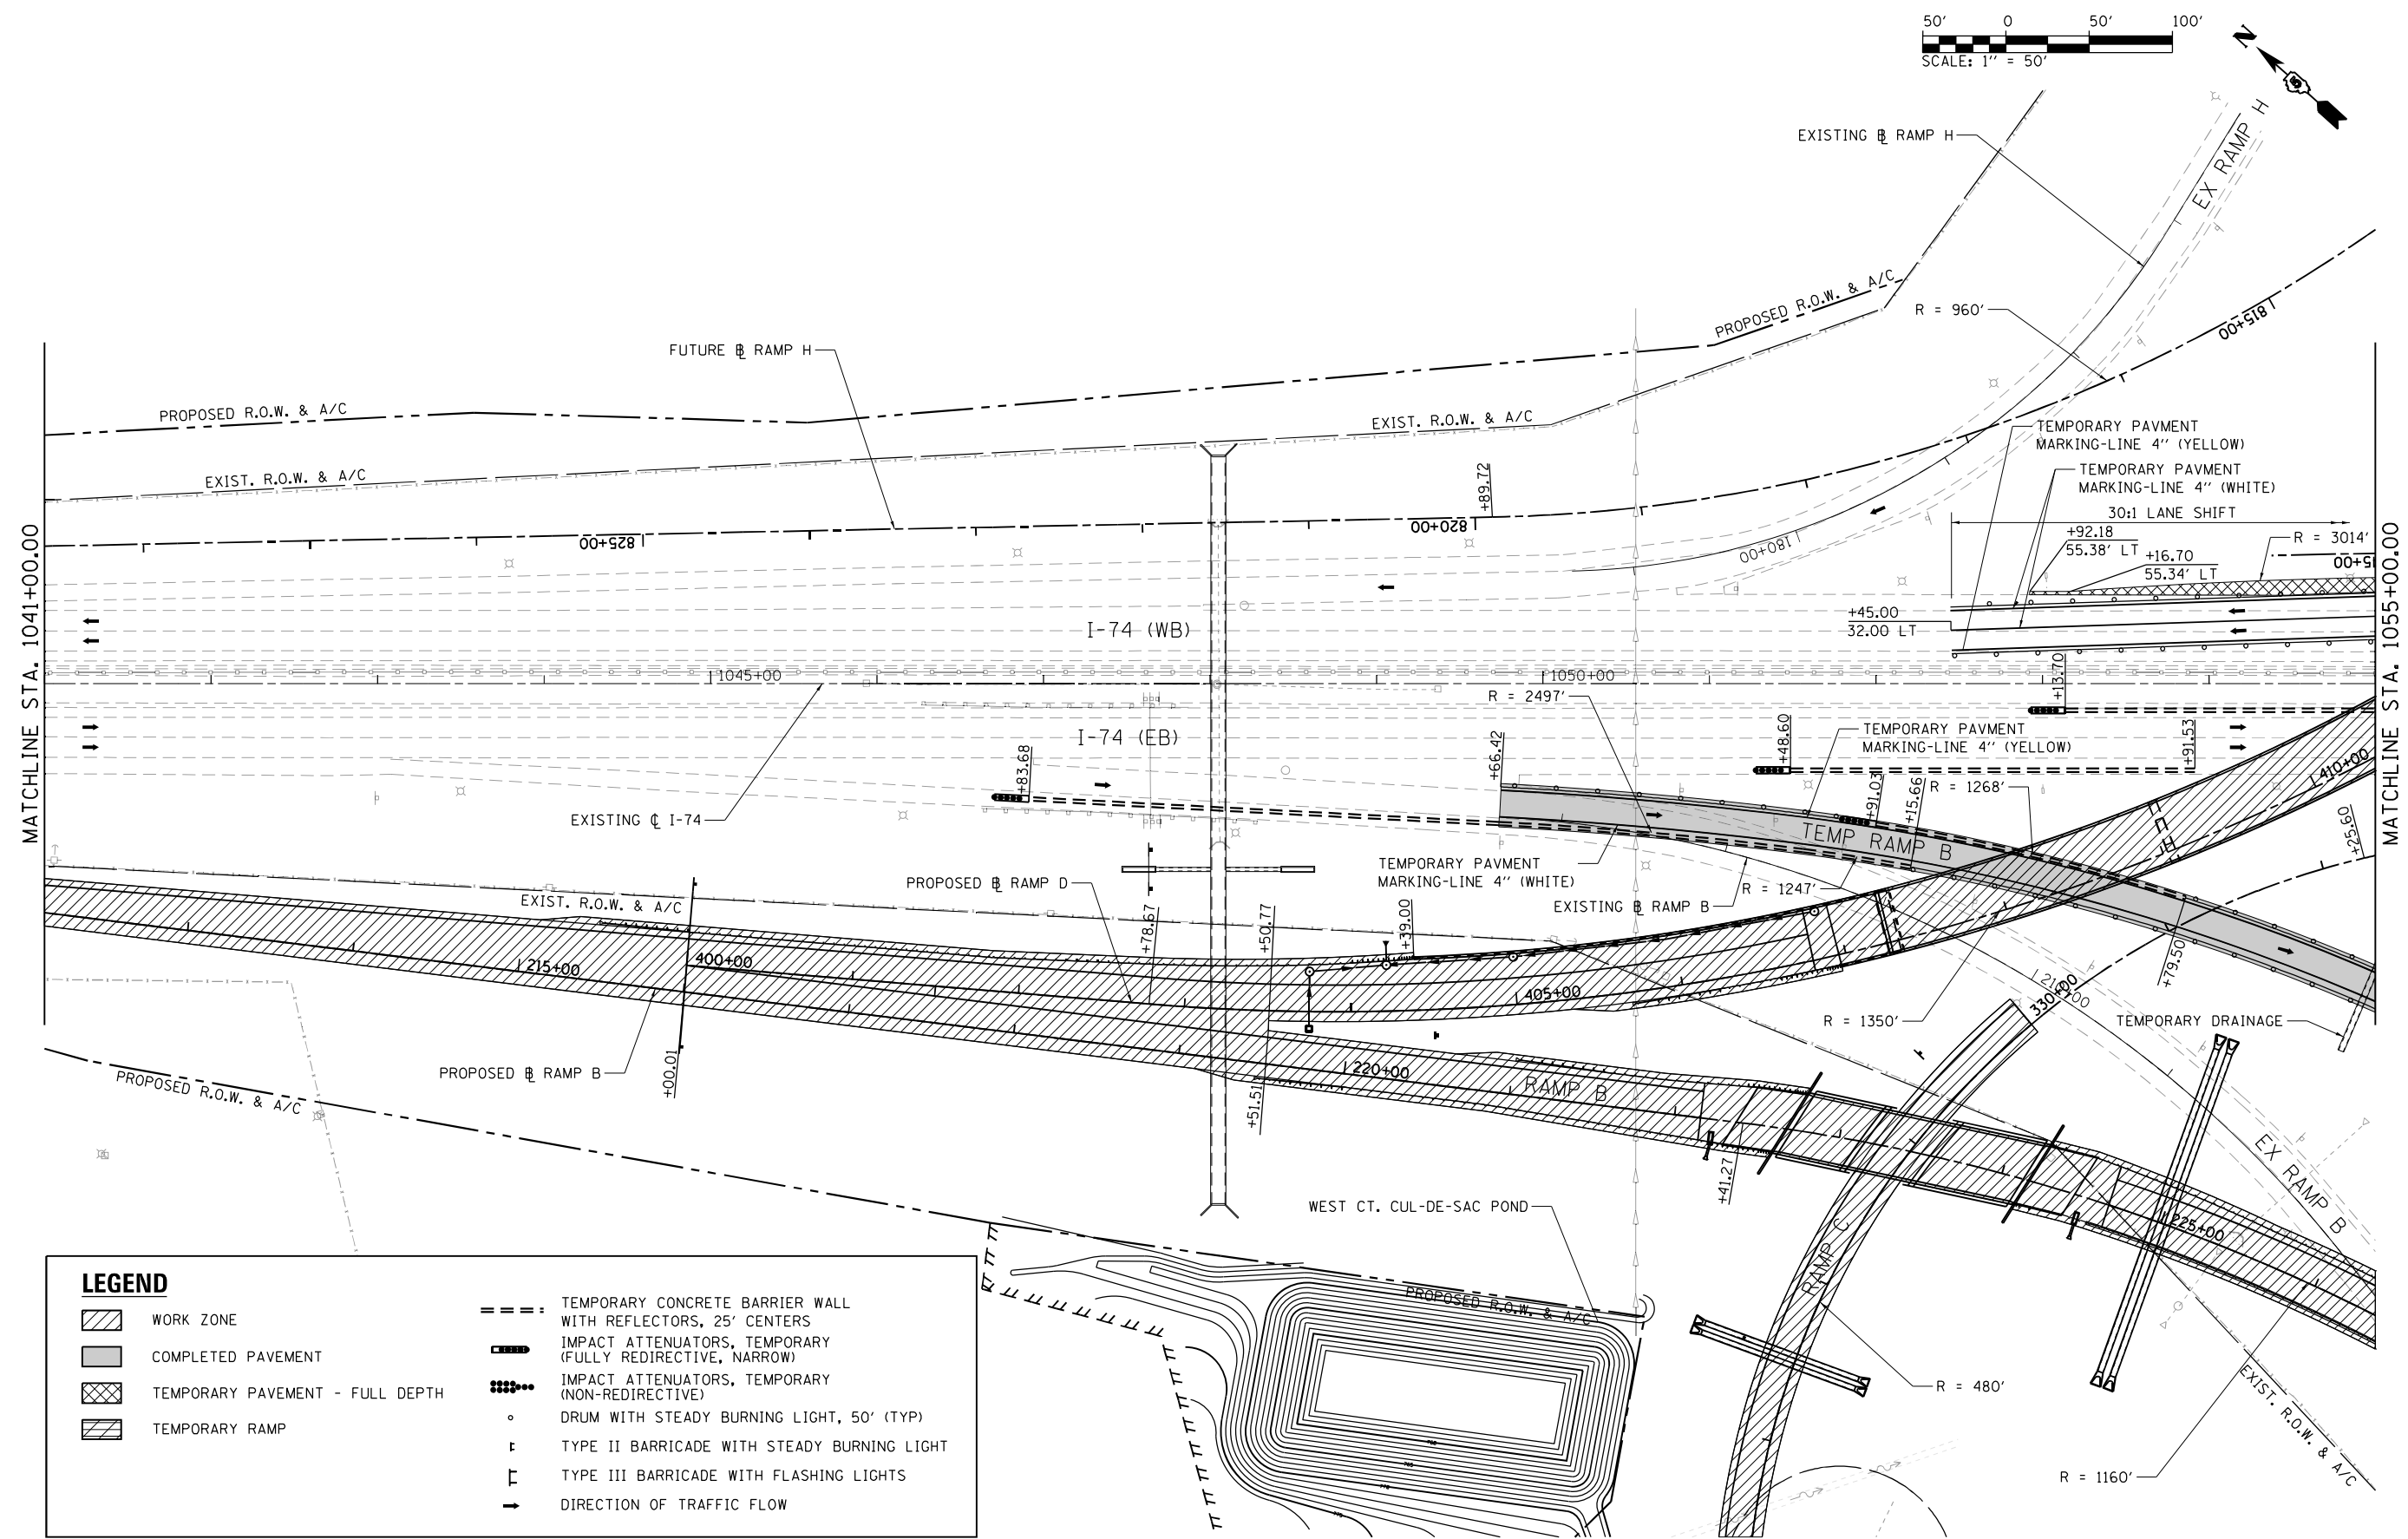 50' 0 50' 100'
SCALE: 1" = 50'
N
5
EXISTING ℄ RAMP H
EX RAMP H
PROPOSED R.O.W. & A/C
R = 960'
815+00
FUTURE ℄ RAMP H
PROPOSED R.O.W. & A/C
EXIST. R.O.W. & A/C
EXIST. R.O.W. & A/C
TEMPORARY PAVMENT
MARKING-LINE 4" (YELLOW)
TEMPORARY PAVMENT
MARKING-LINE 4" (WHITE)
30:1 LANE SHIFT
+92.18
55.38' LT
+16.70
55.34' LT
R = 3014'
15+00
+89.72
820+00
825+00
180+00
MATCHLINE STA. 1041+00.00
MATCHLINE STA. 1055+00.00
I-74 (WB)
+45.00
32.00 LT
1045+00
1050+00
+13.70
R = 2497'
I-74 (EB)
+83.68
+66.42
+48.60
TEMPORARY PAVMENT
MARKING-LINE 4" (YELLOW)
+91.53
+91.03
+15.66
R = 1268'
410+00
EXISTING ℄ I-74
TEMP RAMP B
+25.60
TEMPORARY PAVMENT
MARKING-LINE 4" (WHITE)
R = 1247'
PROPOSED ℄ RAMP D
EXISTING ℄ RAMP B
EXIST. R.O.W. & A/C
+78.67
+50.77
+39.00
+79.50
215+00
400+00
405+00
210+00
330+00
R = 1350'
TEMPORARY DRAINAGE
PROPOSED ℄ RAMP B
+00.01
PROPOSED R.O.W. & A/C
+51.51
220+00
RAMP B
+41.27
EX RAMP B
WEST CT. CUL-DE-SAC POND
225+00
RAMP C
PROPOSED R.O.W. & A/C
R = 480'
R = 1160'
EXIST. R.O.W. & A/C
LEGEND
WORK ZONE
COMPLETED PAVEMENT
TEMPORARY PAVEMENT - FULL DEPTH
TEMPORARY RAMP
TEMPORARY CONCRETE BARRIER WALL
WITH REFLECTORS, 25' CENTERS
IMPACT ATTENUATORS, TEMPORARY
(FULLY REDIRECTIVE, NARROW)
IMPACT ATTENUATORS, TEMPORARY
(NON-REDIRECTIVE)
DRUM WITH STEADY BURNING LIGHT, 50' (TYP)
TYPE II BARRICADE WITH STEADY BURNING LIGHT
TYPE III BARRICADE WITH FLASHING LIGHTS
DIRECTION OF TRAFFIC FLOW